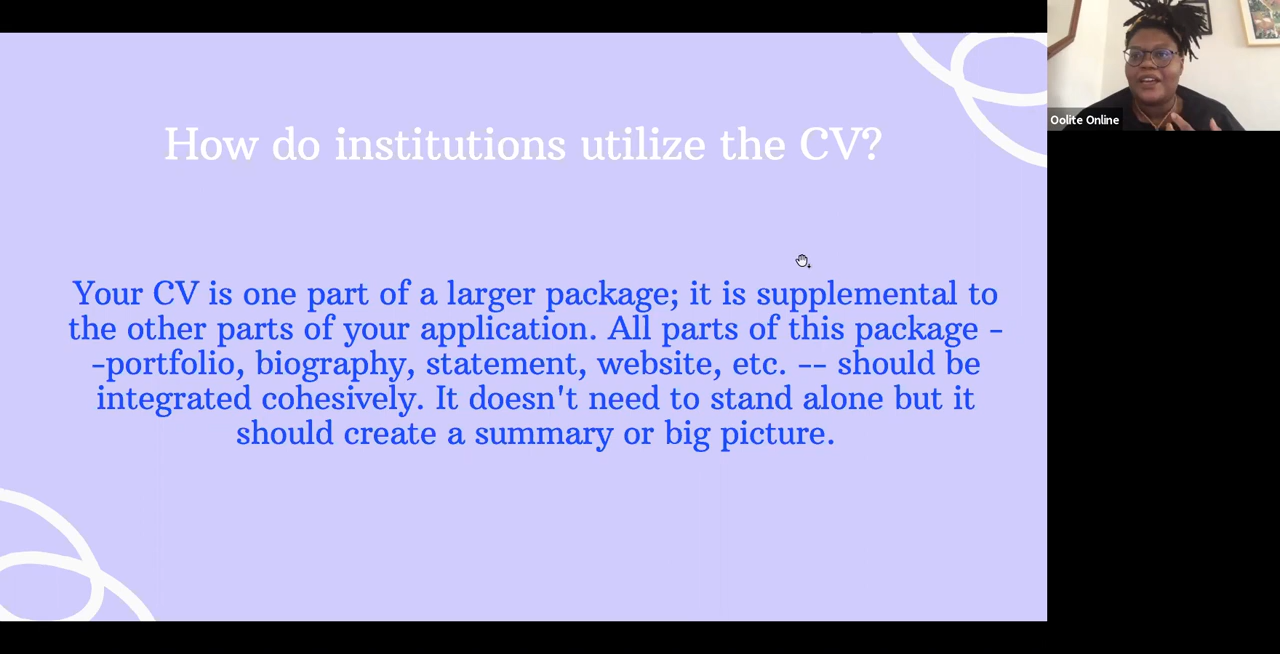 How do institutions utilize the CV?
Your CV is one part of a larger package; it is supplemental to
the other parts of your application. All parts of this package -
-portfolio, biography, statement, website, etc. -- should be
integrated cohesively. It doesn't need to stand alone but it
should create a summary or big picture.
Oolite Online